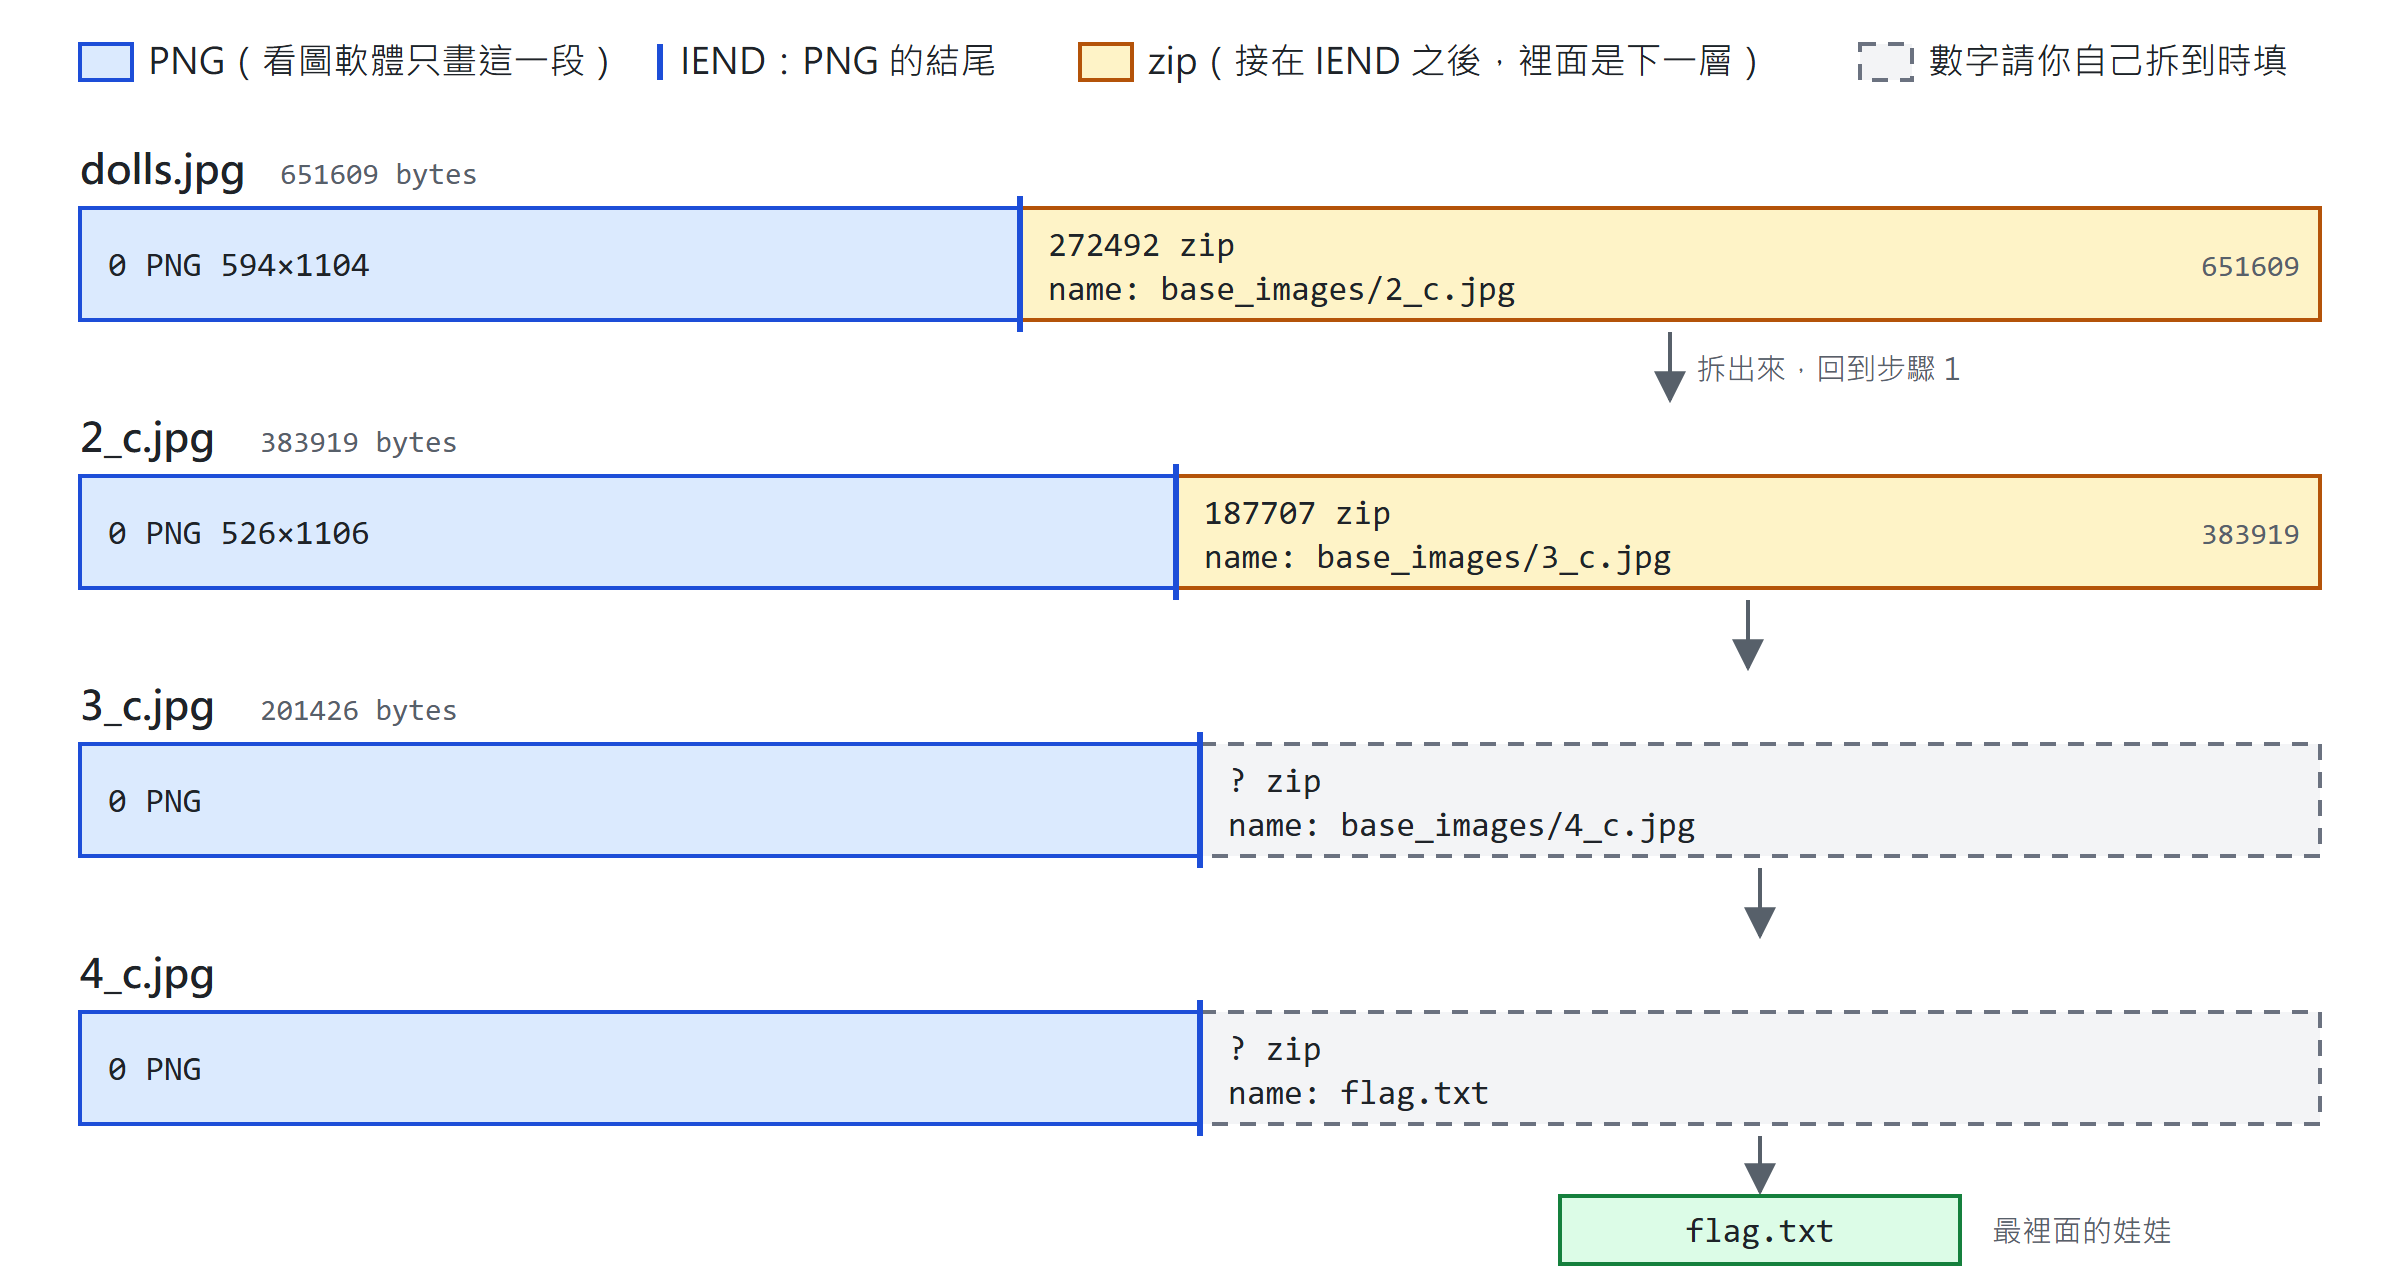 PNG（看圖軟體只畫這一段）
IEND：PNG 的結尾
zip（接在 IEND 之後，裡面是下一層）
數字請你自己拆到時填
dolls.jpg 651609 bytes
0 PNG 594×1104
272492 zip
name: base_images/2_c.jpg
651609
拆出來，回到步驟 1
2_c.jpg 383919 bytes
0 PNG 526×1106
187707 zip
name: base_images/3_c.jpg
383919
3_c.jpg 201426 bytes
0 PNG
? zip
name: base_images/4_c.jpg
4_c.jpg
0 PNG
? zip
name: flag.txt
flag.txt
最裡面的娃娃